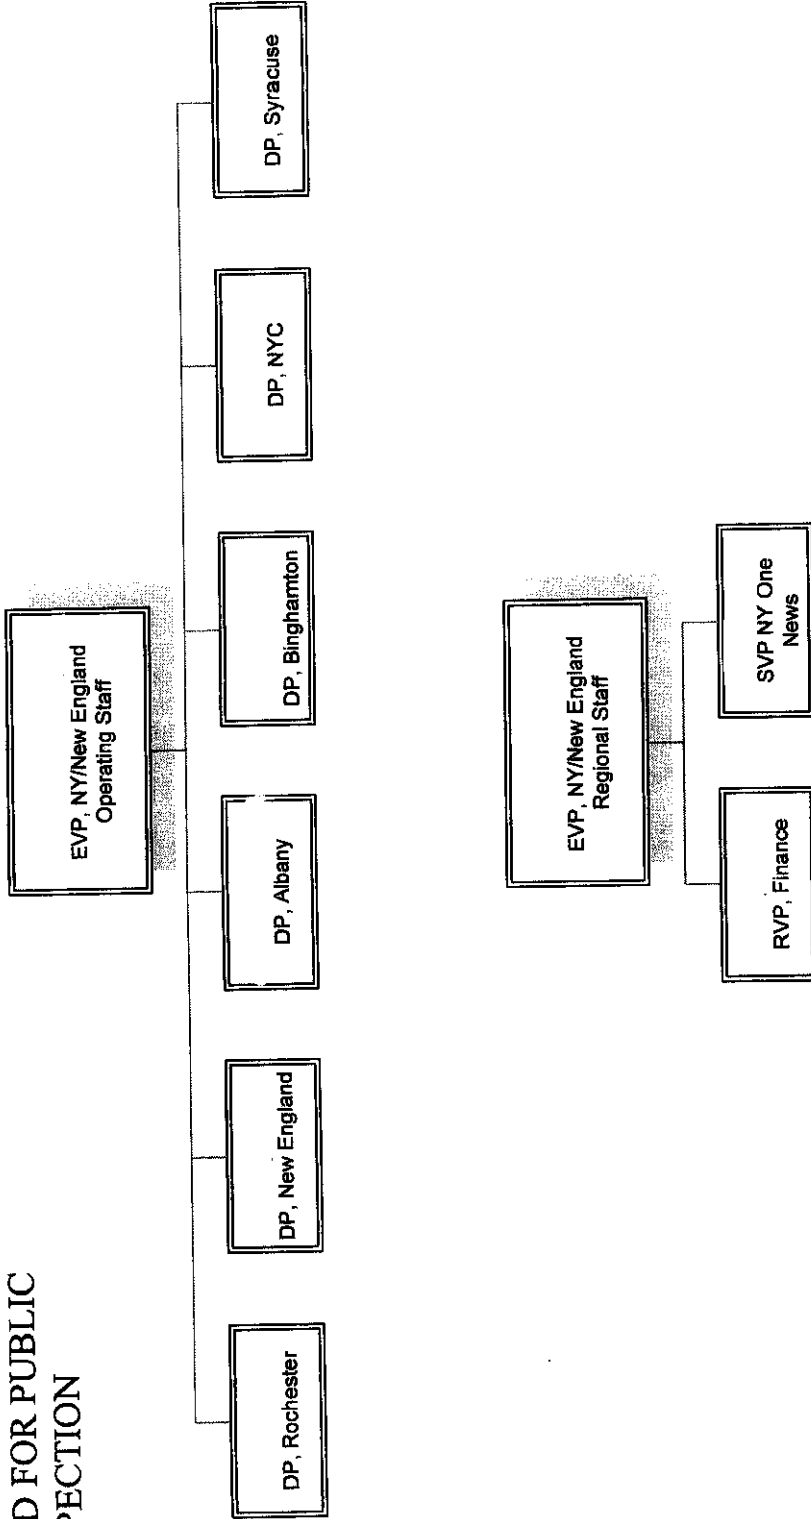 D FOR PUBLIC
PECTION
EVP, NY/New England
Operating Staff
DP, Rochester
DP, New England
DP, Albany
DP, Binghamton
DP, NYC
DP, Syracuse
EVP, NY/New England
Regional Staff
RVP, Finance
SVP NY One
News